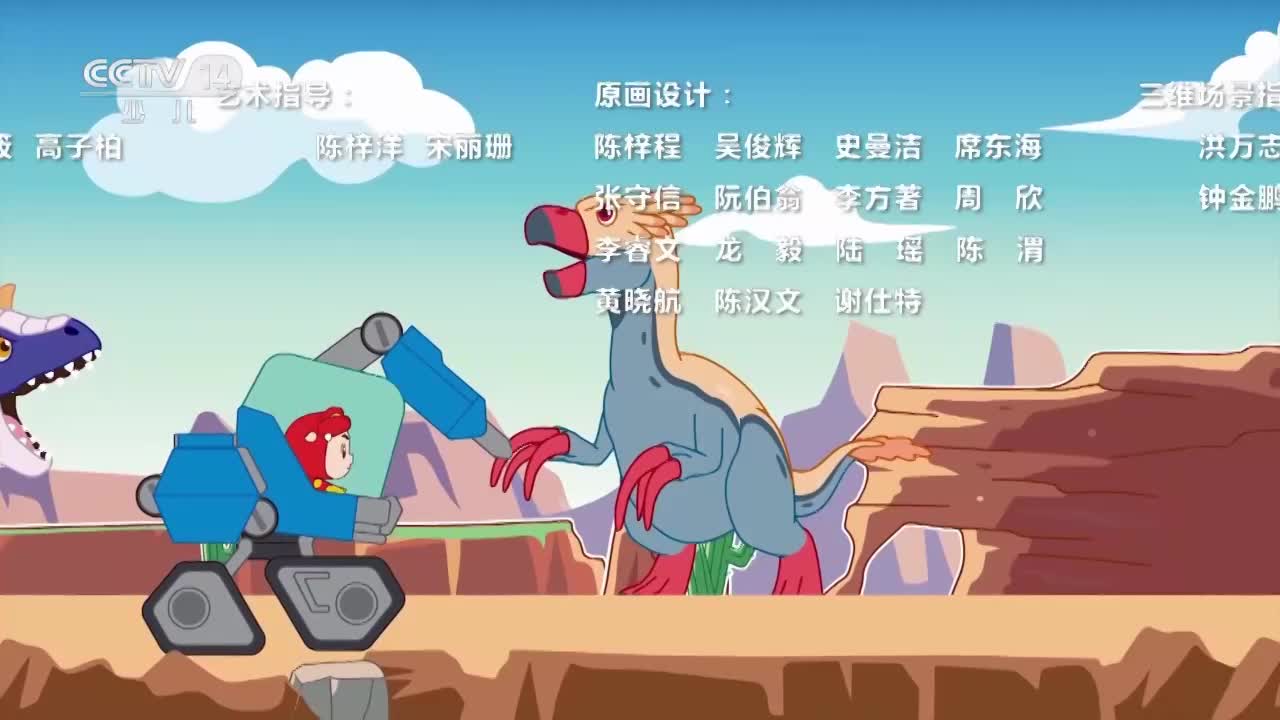 CCTV 14
少儿
艺术指导：
高子柏
陈梓洋 宋丽珊
原画设计：
陈梓程 吴俊辉 史曼洁 席东海
张守信 阮伯翁 李方著 周 欣
李睿文 龙 毅 陆 瑶 陈 渭
黄晓航 陈汉文 谢仕特
三维场景指
洪万志
钟金鹏